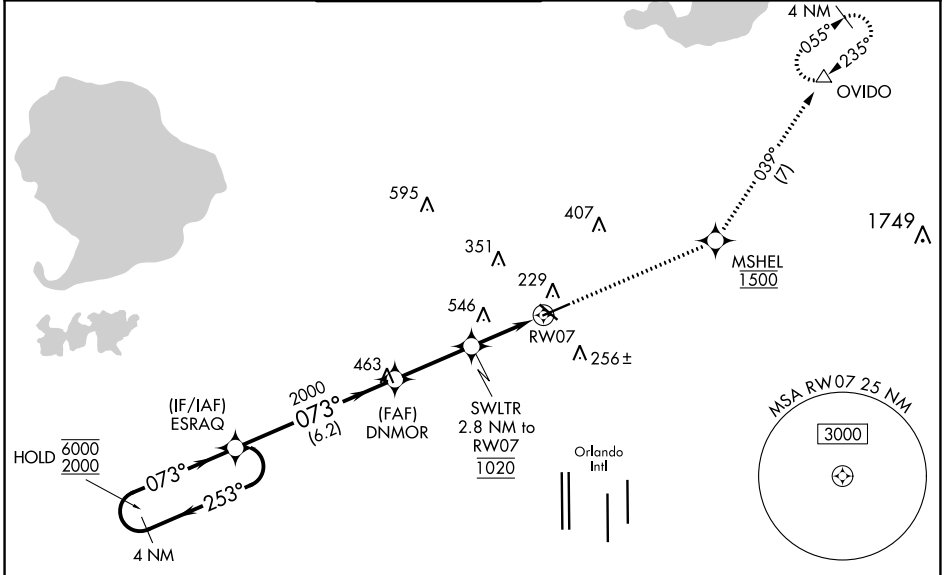 4 NM
055°
235°
OVIDO
039°
(7)
595
407
1749
351
MSHEL
1500
229
546
RW07
256±
463
2000
073°
(6.2)
(FAF)
DNMOR
SWLTR
2.8 NM to
RW07
1020
(IF/IAF)
ESRAQ
HOLD
6000
2000
073°
253°
4 NM
Orlando
Intl
MSA RW07 25 NM
3000